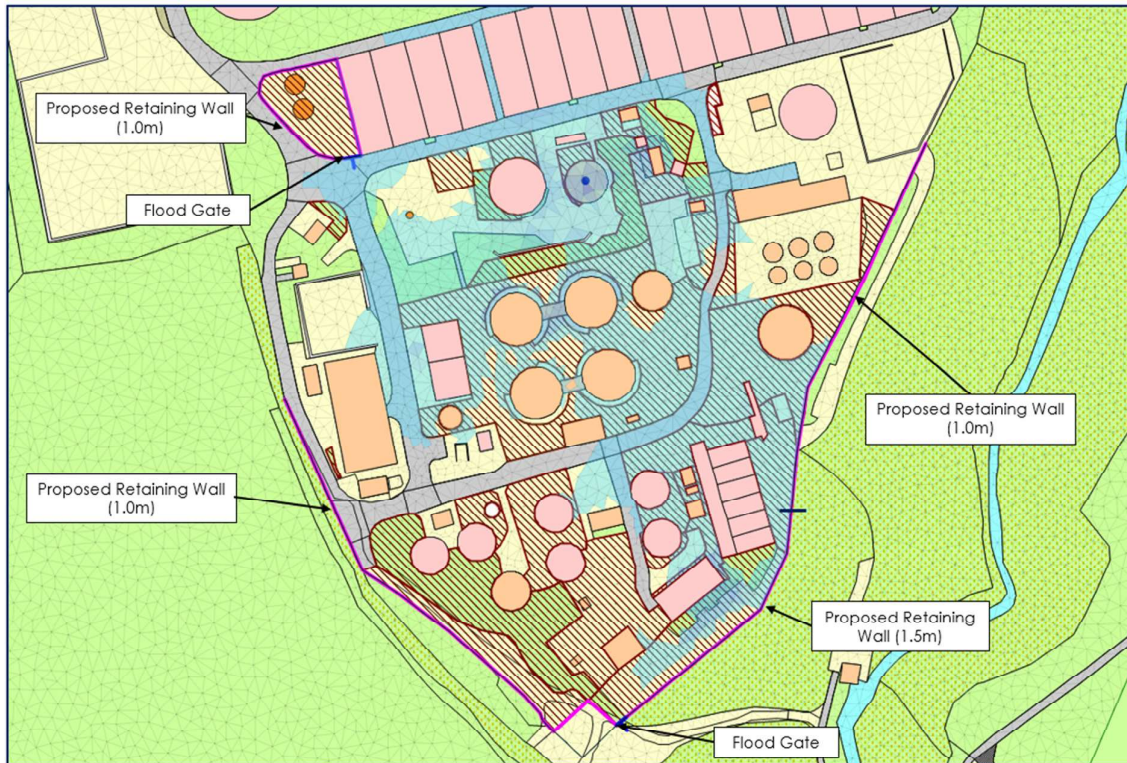 Proposed Retaining Wall
(1.0m)
Flood Gate
Proposed Retaining Wall
(1.0m)
Proposed Retaining Wall
(1.0m)
Proposed Retaining
Wall (1.5m)
Flood Gate